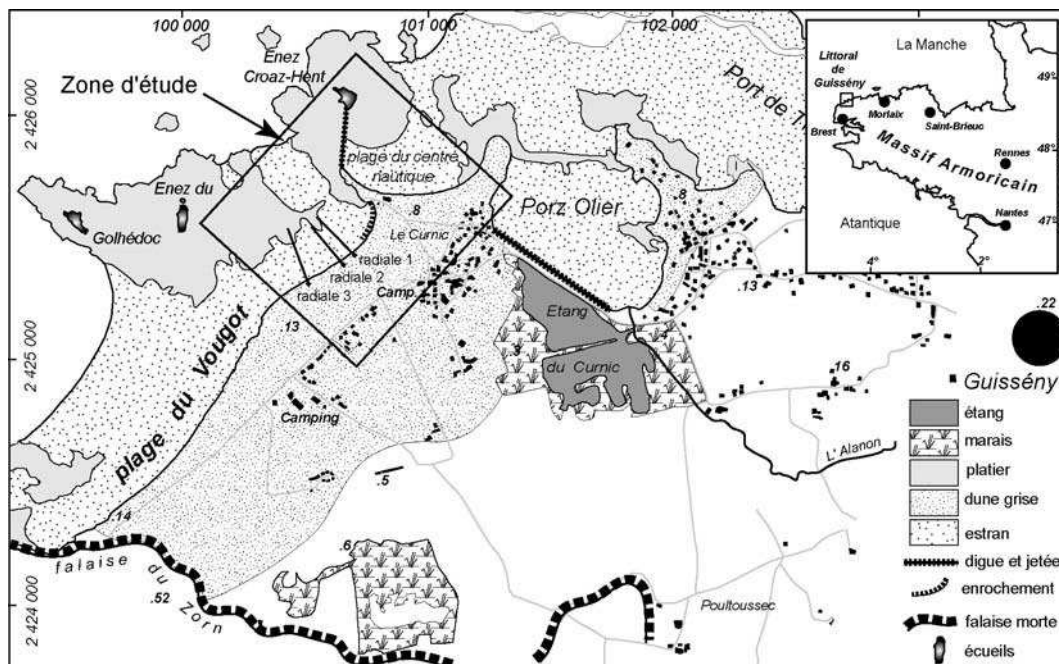 100 000
101 000
102 000
2 426 000
2 425 000
2 424 000
Zone d'étude
Enez
Croaz-Hent
plage du centre
nautique
Enez du
Golhédoc
.8
Le Curnic
radiale 1
radiale 2
radiale 3
Camp.
Porz Olier
Port de T
.8
.13
.22
Etang
du Curnic
3
.16
Guissény
13
plage du Vougot
Camping
.5
L'Alanon
.14
falaise du Zorn
.52
.6
Poultoussec
La Manche
Littoral
de
Guissény
49°
Morlaix
Saint-Brieuc
Brest
Massif Armoricain
Rennes
48°
Nantes
47°
Atantique
4°
2°
étang
marais
platier
dune grise
estran
digue et jetée
enrochement
falaise morte
écueils